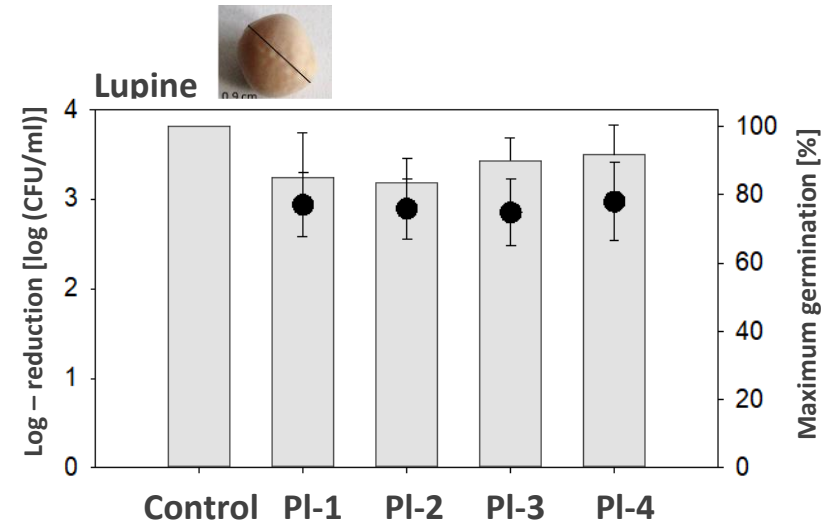 Lupine
0.9 cm
Log – reduction [log (CFU/ml)]
4
3
2
1
0
Maximum germination [%]
100
80
60
40
20
0
Control Pl-1 Pl-2 Pl-3 Pl-4